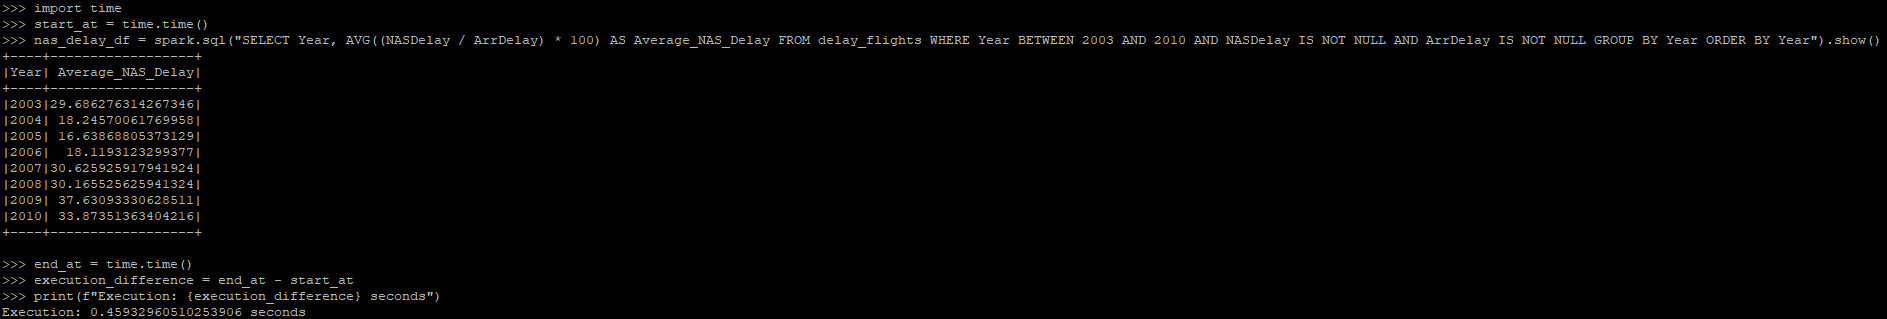 >>> import time
>>> start_at = time.time()
>>> nas_delay_df = spark.sql("SELECT Year, AVG((NASDelay / ArrDelay) * 100) AS Average_NAS_Delay FROM delay_flights WHERE Year BETWEEN 2003 AND 2010 AND NASDelay IS NOT NULL AND ArrDelay IS NOT NULL GROUP BY Year ORDER BY Year").show()
+----+------------------+
|Year| Average_NAS_Delay|
+----+------------------+
|2003|29.686276314267346|
|2004| 18.24570061769958|
|2005| 16.63868805373129|
|2006|  18.1193123299377|
|2007|30.625925917941924|
|2008|30.165525625941324|
|2009| 37.63093330628511|
|2010| 33.87351363404216|
+----+------------------+
>>> end_at = time.time()
>>> execution_difference = end_at - start_at
>>> print(f"Execution: {execution_difference} seconds")
Execution: 0.45932960510253906 seconds